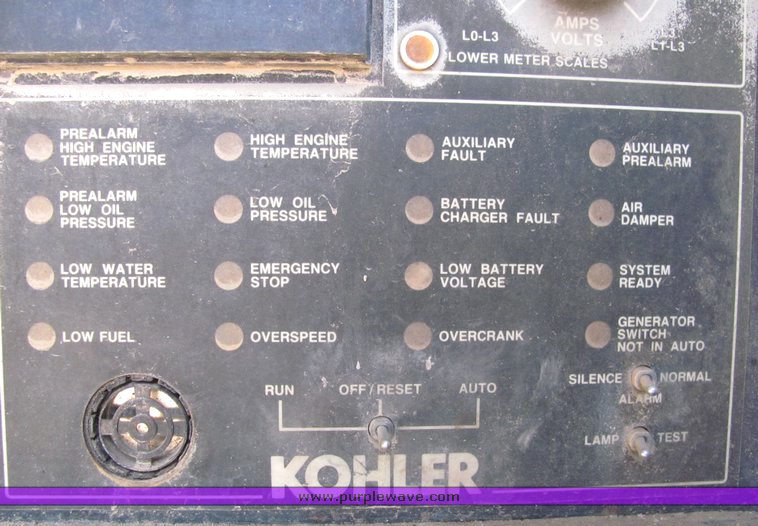 AMPS
VOLTS
L0-L3
L3
L1-L3
LOWER METER SCALES
PREALARM
HIGH ENGINE
TEMPERATURE
HIGH ENGINE
TEMPERATURE
AUXILIARY
FAULT
AUXILIARY
PREALARM
PREALARM
LOW OIL
PRESSURE
LOW OIL
PRESSURE
BATTERY
CHARGER FAULT
AIR
DAMPER
LOW WATER
TEMPERATURE
EMERGENCY
STOP
LOW BATTERY
VOLTAGE
SYSTEM
READY
LOW FUEL
OVERSPEED
OVERCRANK
GENERATOR
SWITCH
NOT IN AUTO
RUN OFF/RESET AUTO
SILENCE NORMAL
ALARM
LAMP TEST
KOHLER
www.purplewave.com